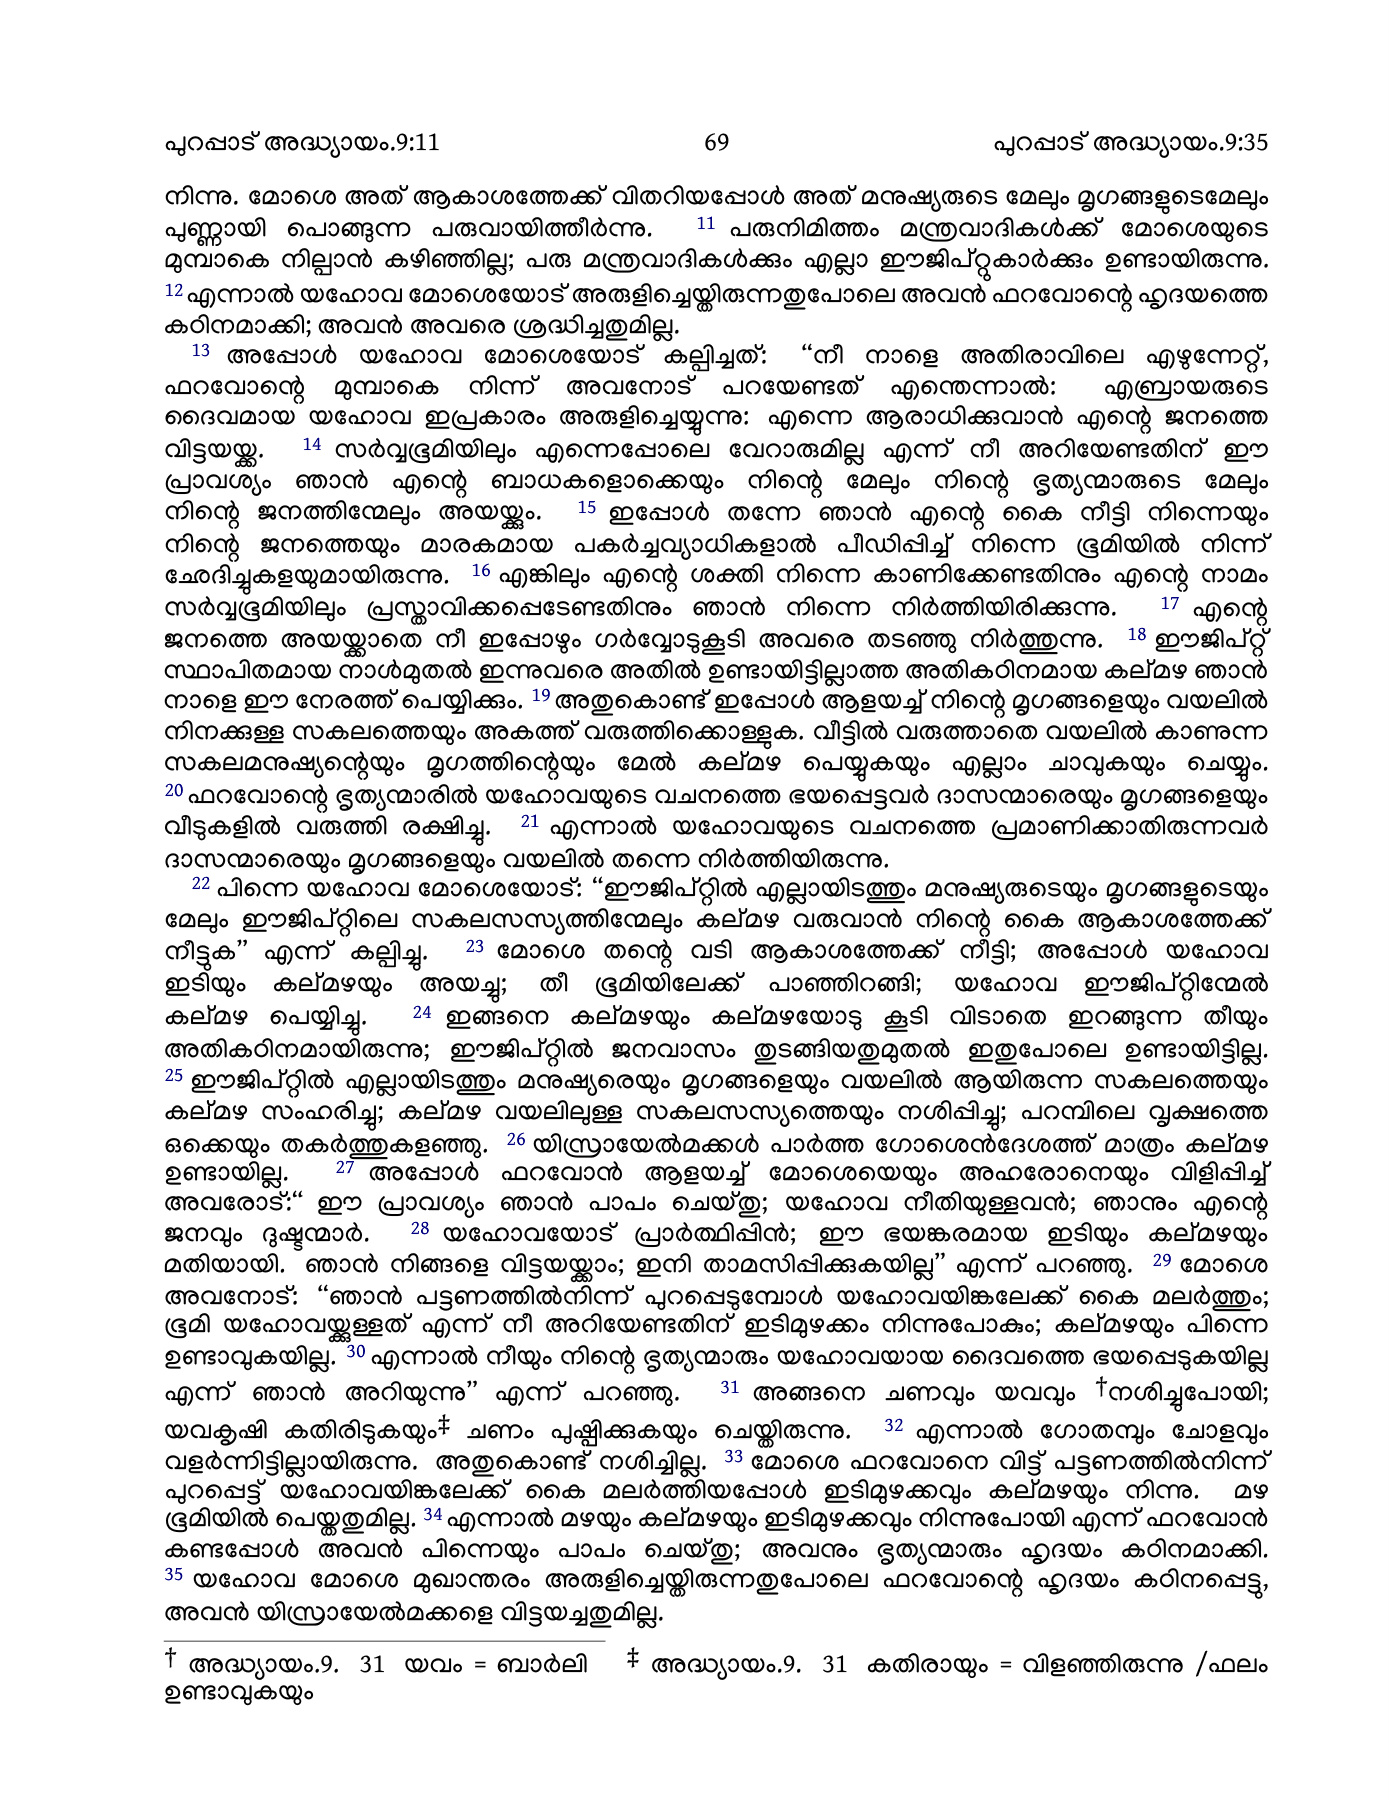 പുറപ്പാട് അദ്ധ്യായം.9:11 69 പുറപ്പാട് അദ്ധ്യായം.9:35
നിന്നു. മോശെ അത് ആകാശത്തേക്ക് വിതറിയപ്പോൾ അത് മനുഷ്യരുടെ മേലും മൃഗങ്ങളുടെമേലും
പുണ്ണായി പൊങ്ങുന്ന പരുവായിത്തീർന്നു. 11 പരുനിമിത്തം മന്ത്രവാദികൾക്ക് മോശെയുടെ
മുമ്പാകെ നില്പാൻ കഴിഞ്ഞില്ല; പരു മന്ത്രവാദികൾക്കും എല്ലാ ഈജിപ്റ്റുകാർക്കും ഉണ്ടായിരുന്നു.
12 എന്നാൽ യഹോവ മോശെയോട് അരുളിച്ചെയ്തിരുന്നതുപോലെ അവൻ ഫറവോന്റെ ഹൃദയത്തെ
കഠിനമാക്കി; അവൻ അവരെ ശ്രദ്ധിച്ചതുമില്ല.
13 അപ്പോൾ യഹോവ മോശെയോട് കല്പിച്ചത്: “നീ നാളെ അതിരാവിലെ എഴുന്നേറ്റ്,
ഫറവോന്റെ മുമ്പാകെ നിന്ന് അവനോട് പറയേണ്ടത് എന്തെന്നാൽ: എബ്രായരുടെ
ദൈവമായ യഹോവ ഇപ്രകാരം അരുളിച്ചെയ്യുന്നു: എന്നെ ആരാധിക്കുവാൻ എന്റെ ജനത്തെ
വിട്ടയയ്ക്ക. 14 സർവ്വഭൂമിയിലും എന്നെപ്പോലെ വേറാരുമില്ല എന്ന് നീ അറിയേണ്ടതിന് ഈ
പ്രാവശ്യം ഞാൻ എന്റെ ബാധകളൊക്കെയും നിന്റെ മേലും നിന്റെ ഭൃത്യന്മാരുടെ മേലും
നിന്റെ ജനത്തിന്മേലും അയയ്ക്കും. 15 ഇപ്പോൾ തന്നേ ഞാൻ എന്റെ കൈ നീട്ടി നിന്നെയും
നിന്റെ ജനത്തെയും മാരകമായ പകർച്ചവ്യാധികളാൽ പീഡിപ്പിച്ച് നിന്നെ ഭൂമിയിൽ നിന്ന്
ഛേദിച്ചുകളയുമായിരുന്നു. 16 എങ്കിലും എന്റെ ശക്തി നിന്നെ കാണിക്കേണ്ടതിനും എന്റെ നാമം
സർവ്വഭൂമിയിലും പ്രസ്താവിക്കപ്പെടേണ്ടതിനും ഞാൻ നിന്നെ നിർത്തിയിരിക്കുന്നു. 17 എന്റെ
ജനത്തെ അയയ്ക്കാതെ നീ ഇപ്പോഴും ഗർവ്വോടുകൂടി അവരെ തടഞ്ഞു നിർത്തുന്നു. 18 ഈജിപ്റ്റ്
സ്ഥാപിതമായ നാൾമുതൽ ഇന്നുവരെ അതിൽ ഉണ്ടായിട്ടില്ലാത്ത അതികഠിനമായ കല്മഴ ഞാൻ
നാളെ ഈ നേരത്ത് പെയ്യിക്കും. 19 അതുകൊണ്ട് ഇപ്പോൾ ആളയച്ച് നിന്റെ മൃഗങ്ങളെയും വയലിൽ
നിനക്കുള്ള സകലത്തെയും അകത്ത് വരുത്തിക്കൊള്ളുക. വീട്ടിൽ വരുത്താതെ വയലിൽ കാണുന്ന
സകലമനുഷ്യന്റെയും മൃഗത്തിന്റെയും മേൽ കല്മഴ പെയ്യുകയും എല്ലാം ചാവുകയും ചെയ്യും.
20 ഫറവോന്റെ ഭൃത്യന്മാരിൽ യഹോവയുടെ വചനത്തെ ഭയപ്പെട്ടവർ ദാസന്മാരെയും മൃഗങ്ങളെയും
വീടുകളിൽ വരുത്തി രക്ഷിച്ചു. 21 എന്നാൽ യഹോവയുടെ വചനത്തെ പ്രമാണിക്കാതിരുന്നവർ
ദാസന്മാരെയും മൃഗങ്ങളെയും വയലിൽ തന്നെ നിർത്തിയിരുന്നു.
22 പിന്നെ യഹോവ മോശെയോട്: “ഈജിപ്റ്റിൽ എല്ലായിടത്തും മനുഷ്യരുടെയും മൃഗങ്ങളുടെയും
മേലും ഈജിപ്റ്റിലെ സകലസസ്യത്തിന്മേലും കല്മഴ വരുവാൻ നിന്റെ കൈ ആകാശത്തേക്ക്
നീട്ടുക” എന്ന് കല്പിച്ചു. 23 മോശെ തന്റെ വടി ആകാശത്തേക്ക് നീട്ടി; അപ്പോൾ യഹോവ
ഇടിയും കല്മഴയും അയച്ചു; തീ ഭൂമിയിലേക്ക് പാഞ്ഞിറങ്ങി; യഹോവ ഈജിപ്റ്റിന്മേൽ
കല്മഴ പെയ്യിച്ചു. 24 ഇങ്ങനെ കല്മഴയും കല്മഴയോടു കൂടി വിടാതെ ഇറങ്ങുന്ന തീയും
അതികഠിനമായിരുന്നു; ഈജിപ്റ്റിൽ ജനവാസം തുടങ്ങിയതുമുതൽ ഇതുപോലെ ഉണ്ടായിട്ടില്ല.
25 ഈജിപ്റ്റിൽ എല്ലായിടത്തും മനുഷ്യരെയും മൃഗങ്ങളെയും വയലിൽ ആയിരുന്ന സകലത്തെയും
കല്മഴ സംഹരിച്ചു; കല്മഴ വയലിലുള്ള സകലസസ്യത്തെയും നശിപ്പിച്ചു; പറമ്പിലെ വൃക്ഷത്തെ
ഒക്കെയും തകർത്തുകളഞ്ഞു. 26 യിസ്രായേൽമക്കൾ പാർത്ത ഗോശെൻദേശത്ത് മാത്രം കല്മഴ
ഉണ്ടായില്ല. 27 അപ്പോൾ ഫറവോൻ ആളയച്ച് മോശെയെയും അഹരോനെയും വിളിപ്പിച്ച്
അവരോട്:“ ഈ പ്രാവശ്യം ഞാൻ പാപം ചെയ്തു; യഹോവ നീതിയുള്ളവൻ; ഞാനും എന്റെ
ജനവും ദുഷ്ടന്മാർ. 28 യഹോവയോട് പ്രാർത്ഥിപ്പിൻ; ഈ ഭയങ്കരമായ ഇടിയും കല്മഴയും
മതിയായി. ഞാൻ നിങ്ങളെ വിട്ടയയ്ക്കാം; ഇനി താമസിപ്പിക്കുകയില്ല” എന്ന് പറഞ്ഞു. 29 മോശെ
അവനോട്: “ഞാൻ പട്ടണത്തിൽനിന്ന് പുറപ്പെടുമ്പോൾ യഹോവയിങ്കലേക്ക് കൈ മലർത്തും;
ഭൂമി യഹോവയ്ക്കുള്ളത് എന്ന് നീ അറിയേണ്ടതിന് ഇടിമുഴക്കം നിന്നുപോകും; കല്മഴയും പിന്നെ
ഉണ്ടാവുകയില്ല. 30 എന്നാൽ നീയും നിന്റെ ഭൃത്യന്മാരും യഹോവയായ ദൈവത്തെ ഭയപ്പെടുകയില്ല
എന്ന് ഞാൻ അറിയുന്നു” എന്ന് പറഞ്ഞു. 31 അങ്ങനെ ചണവും യവവും †നശിച്ചുപോയി;
യവകൃഷി കതിരിടുകയും‡ ചണം പുഷ്പിക്കുകയും ചെയ്തിരുന്നു. 32 എന്നാൽ ഗോതമ്പും ചോളവും
വളർന്നിട്ടില്ലായിരുന്നു. അതുകൊണ്ട് നശിച്ചില്ല. 33 മോശെ ഫറവോനെ വിട്ട് പട്ടണത്തിൽനിന്ന്
പുറപ്പെട്ട് യഹോവയിങ്കലേക്ക് കൈ മലർത്തിയപ്പോൾ ഇടിമുഴക്കവും കല്മഴയും നിന്നു. മഴ
ഭൂമിയിൽ പെയ്തതുമില്ല. 34 എന്നാൽ മഴയും കല്മഴയും ഇടിമുഴക്കവും നിന്നുപോയി എന്ന് ഫറവോൻ
കണ്ടപ്പോൾ അവൻ പിന്നെയും പാപം ചെയ്തു; അവനും ഭൃത്യന്മാരും ഹൃദയം കഠിനമാക്കി.
35 യഹോവ മോശെ മുഖാന്തരം അരുളിച്ചെയ്തിരുന്നതുപോലെ ഫറവോന്റെ ഹൃദയം കഠിനപ്പെട്ടു,
അവൻ യിസ്രായേൽമക്കളെ വിട്ടയച്ചതുമില്ല.
† അദ്ധ്യായം.9. 31 യവം = ബാർലി ‡ അദ്ധ്യായം.9. 31 കതിരായും = വിളഞ്ഞിരുന്നു /ഫലം
ഉണ്ടാവുകയും